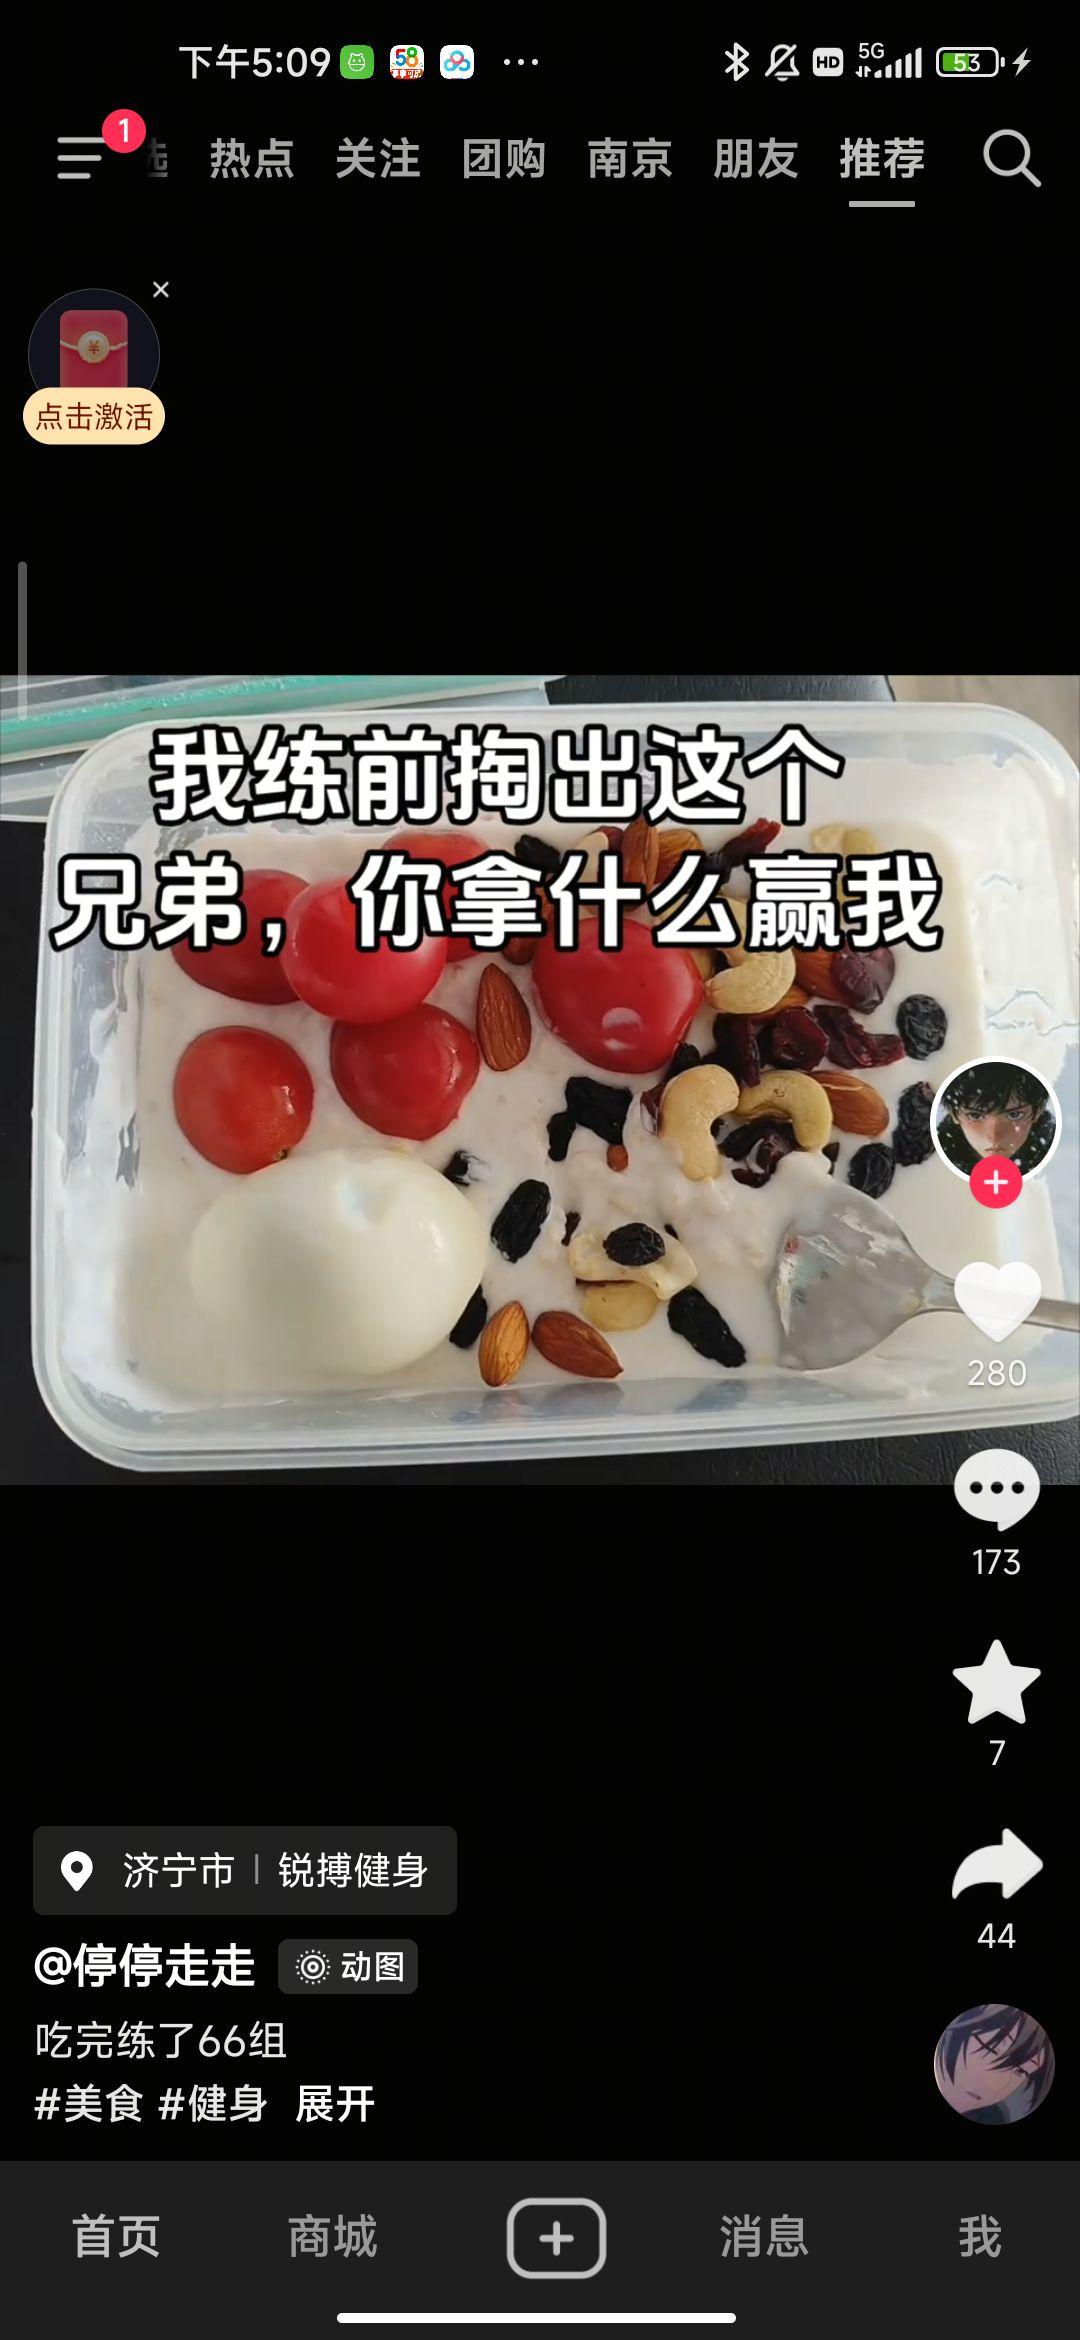 下午5:09
58
HD
5G
53
1
选 热点 关注 团购 南京 朋友 推荐
¥
点击激活
我练前掏出这个
兄弟，你拿什么赢我
280
173
7
44
济宁市 | 锐搏健身
@停停走走 动图
吃完练了66组
#美食 #健身 展开
首页 商城 消息 我